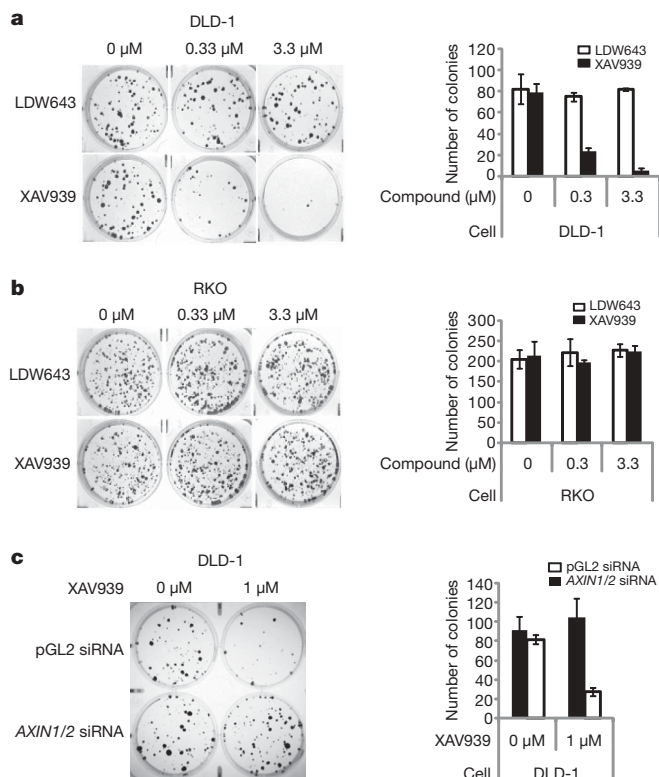 a
DLD-1
0 µM 0.33 µM 3.3 µM
LDW643
XAV939
120
100
80
60
40
20
0
Number of colonies
LDW643
XAV939
Compound (µM) 0 0.3 3.3
Cell DLD-1
b
RKO
0 µM 0.33 µM 3.3 µM
LDW643
XAV939
300
250
200
150
100
50
0
Number of colonies
LDW643
XAV939
Compound (µM) 0 0.3 3.3
Cell RKO
c
DLD-1
XAV939 0 µM 1 µM
pGL2 siRNA
AXIN1/2 siRNA
140
120
100
80
60
40
20
0
Number of colonies
pGL2 siRNA
AXIN1/2 siRNA
XAV939 0 µM 1 µM
Cell DLD-1